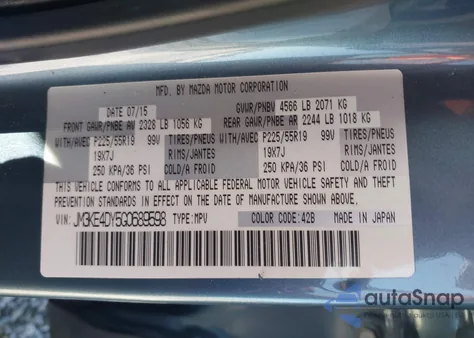 MFD. BY MAZDA MOTOR CORPORATION
DATE 07/15 GVWR/PNBV 4566 LB 2071 KG
FRONT GAWR/PNBE AV 2328 LB 1056 KG REAR GAWR/PNBE AR 2244 LB 1018 KG
WITH/AVEC P225/55R19 99V TIRES/PNEUS WITH/AVEC P225/55R19 99V TIRES/PNEUS
19X7J RIMS/JANTES 19X7J RIMS/JANTES
250 KPA/36 PSI COLD/A FROID 250 KPA/36 PSI COLD/A FROID
THIS VEHICLE CONFORMS TO ALL APPLICABLE FEDERAL MOTOR VEHICLE SAFETY AND THEFT
PREVENTION STANDARDS IN EFFECT ON THE DATE OF MANUFACTURE SHOWN ABOVE.
VIN: JM3KE4DY5G0689598 TYPE:MPV COLOR CODE:42B MADE IN JAPAN
autoSnap